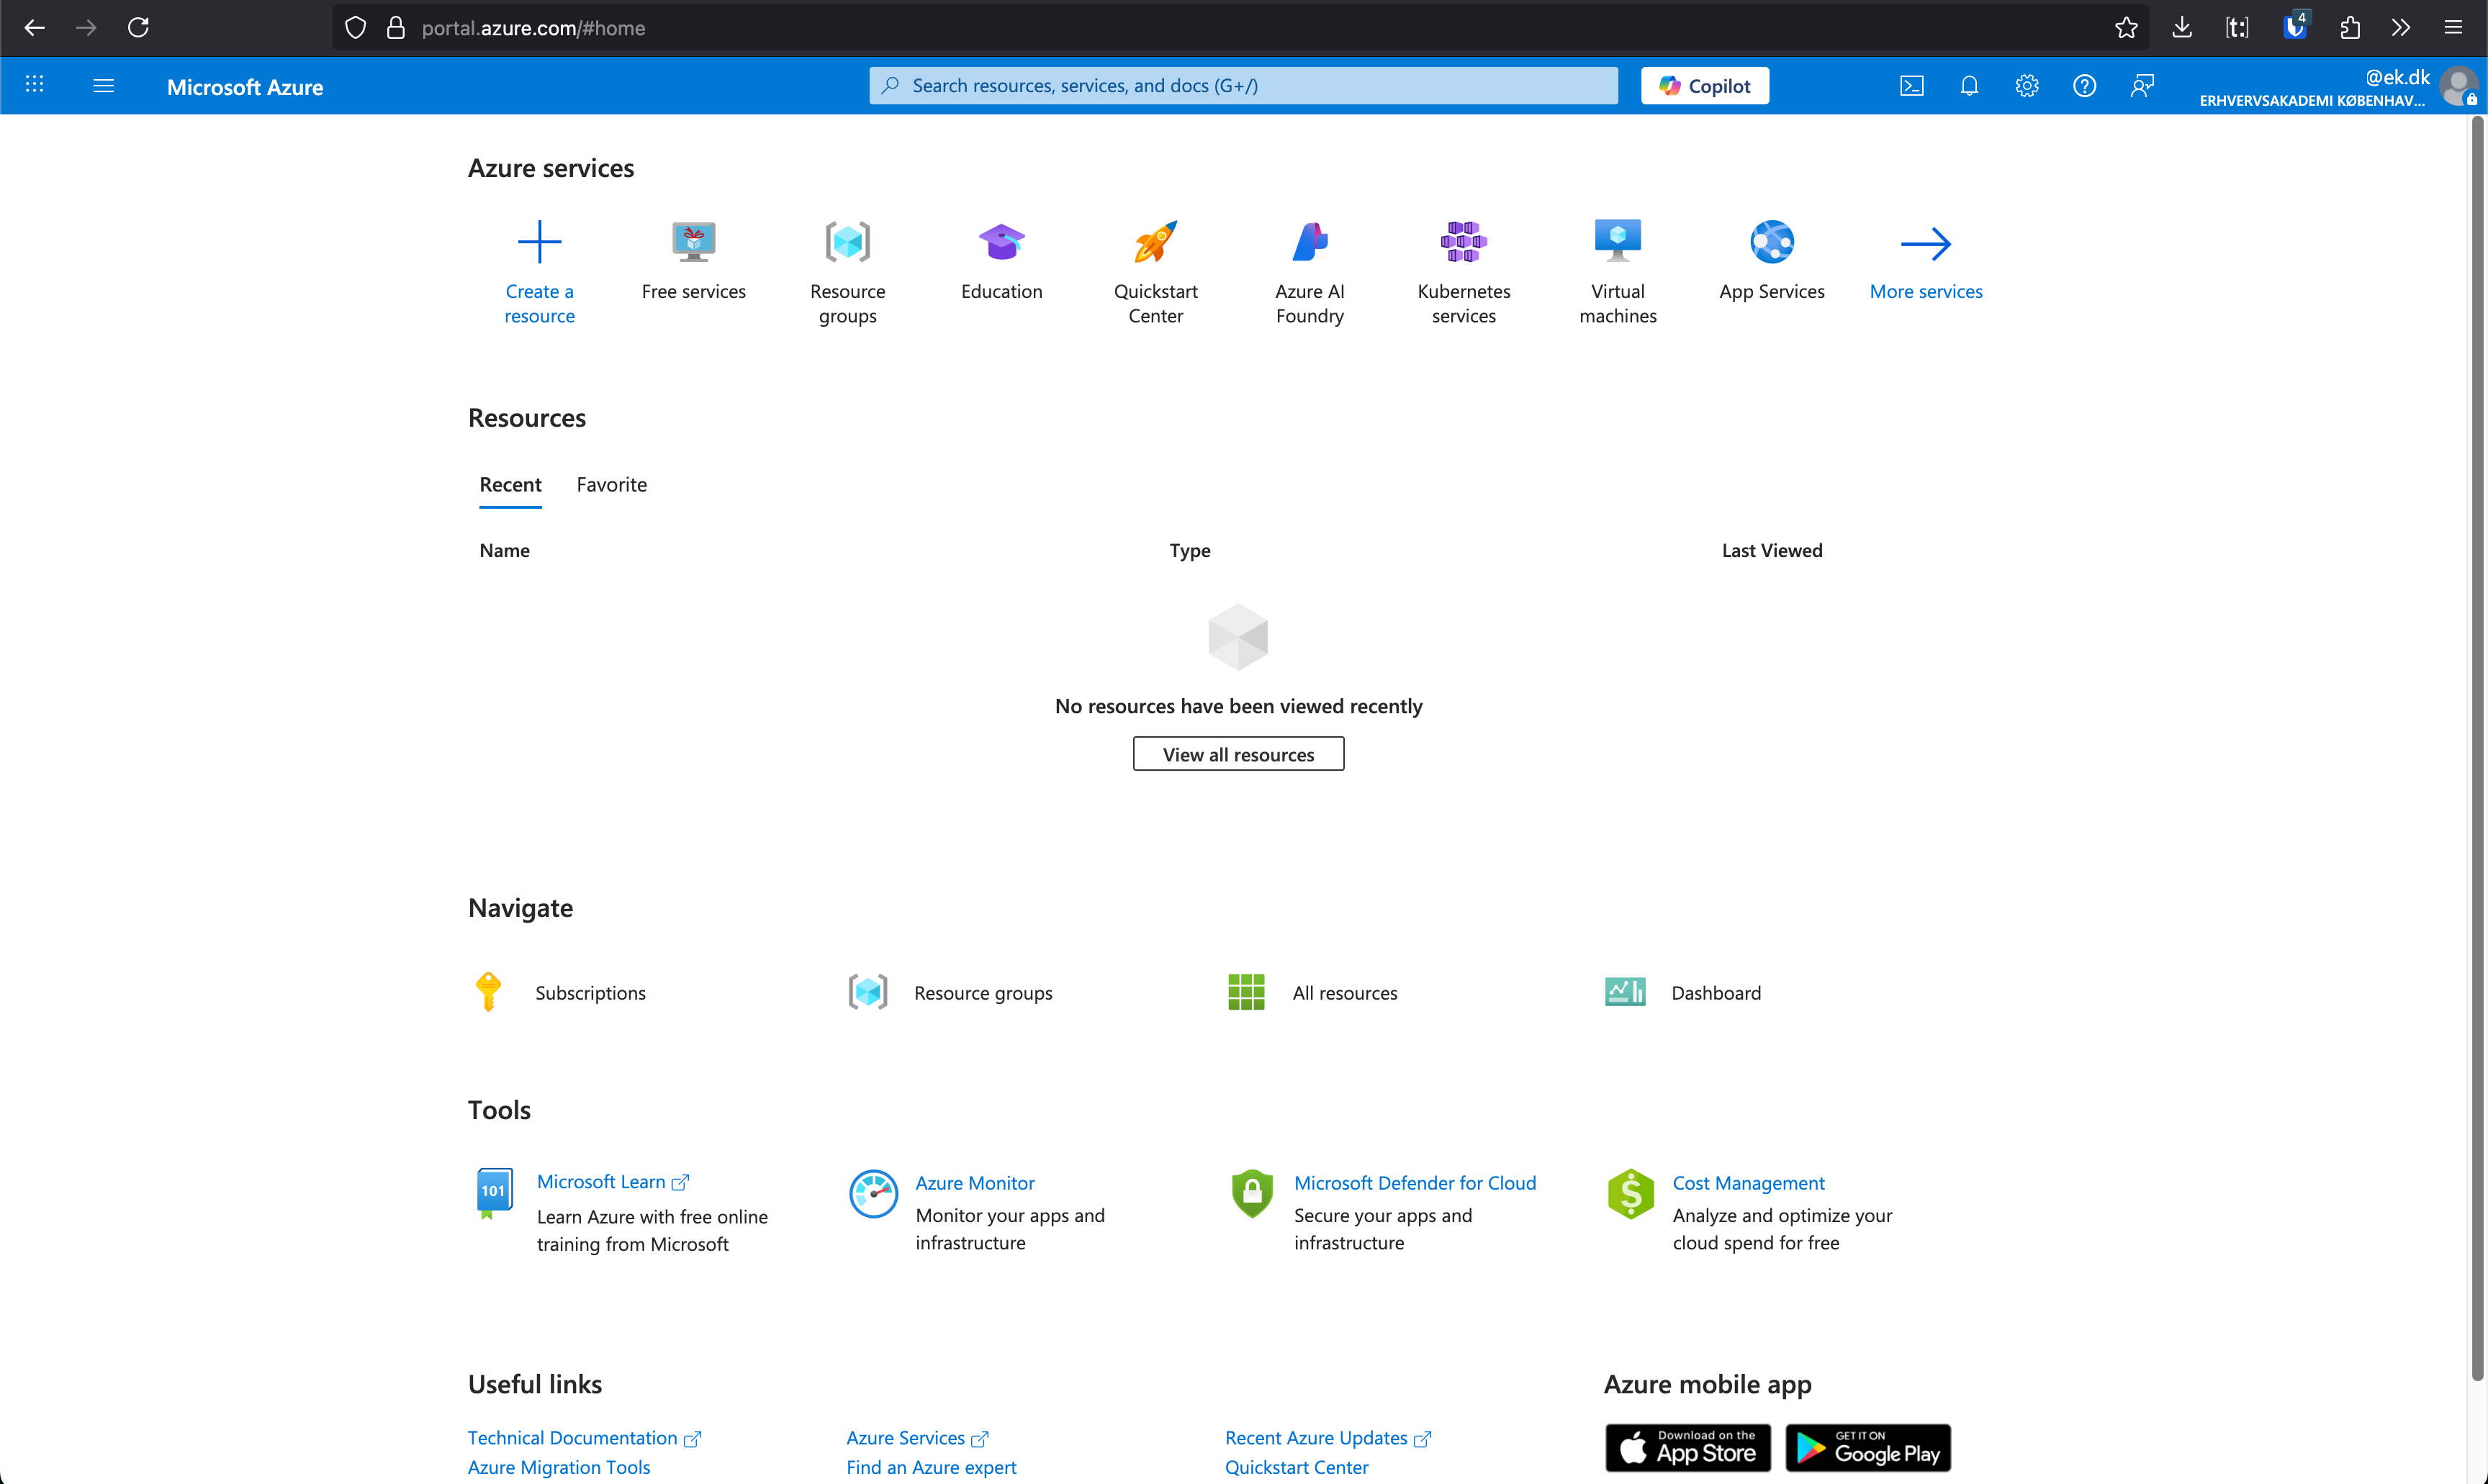 portal.azure.com/#home
[t:]
4
Microsoft Azure
Search resources, services, and docs (G+/)
Copilot
@ek.dk
ERHVERVSAKADEMI KØBENHAV...
Azure services
Create a
resource
Free services
Resource
groups
Education
Quickstart
Center
Azure AI
Foundry
Kubernetes
services
Virtual
machines
App Services
More services
Resources
Recent
Favorite
Name
Type
Last Viewed
No resources have been viewed recently
View all resources
Navigate
Subscriptions
Resource groups
All resources
Dashboard
Tools
101
Microsoft Learn
Learn Azure with free online
training from Microsoft
Azure Monitor
Monitor your apps and
infrastructure
Microsoft Defender for Cloud
Secure your apps and
infrastructure
$
Cost Management
Analyze and optimize your
cloud spend for free
Useful links
Technical Documentation
Azure Migration Tools
Azure Services
Find an Azure expert
Recent Azure Updates
Quickstart Center
Azure mobile app
Download on the
App Store
GET IT ON
Google Play